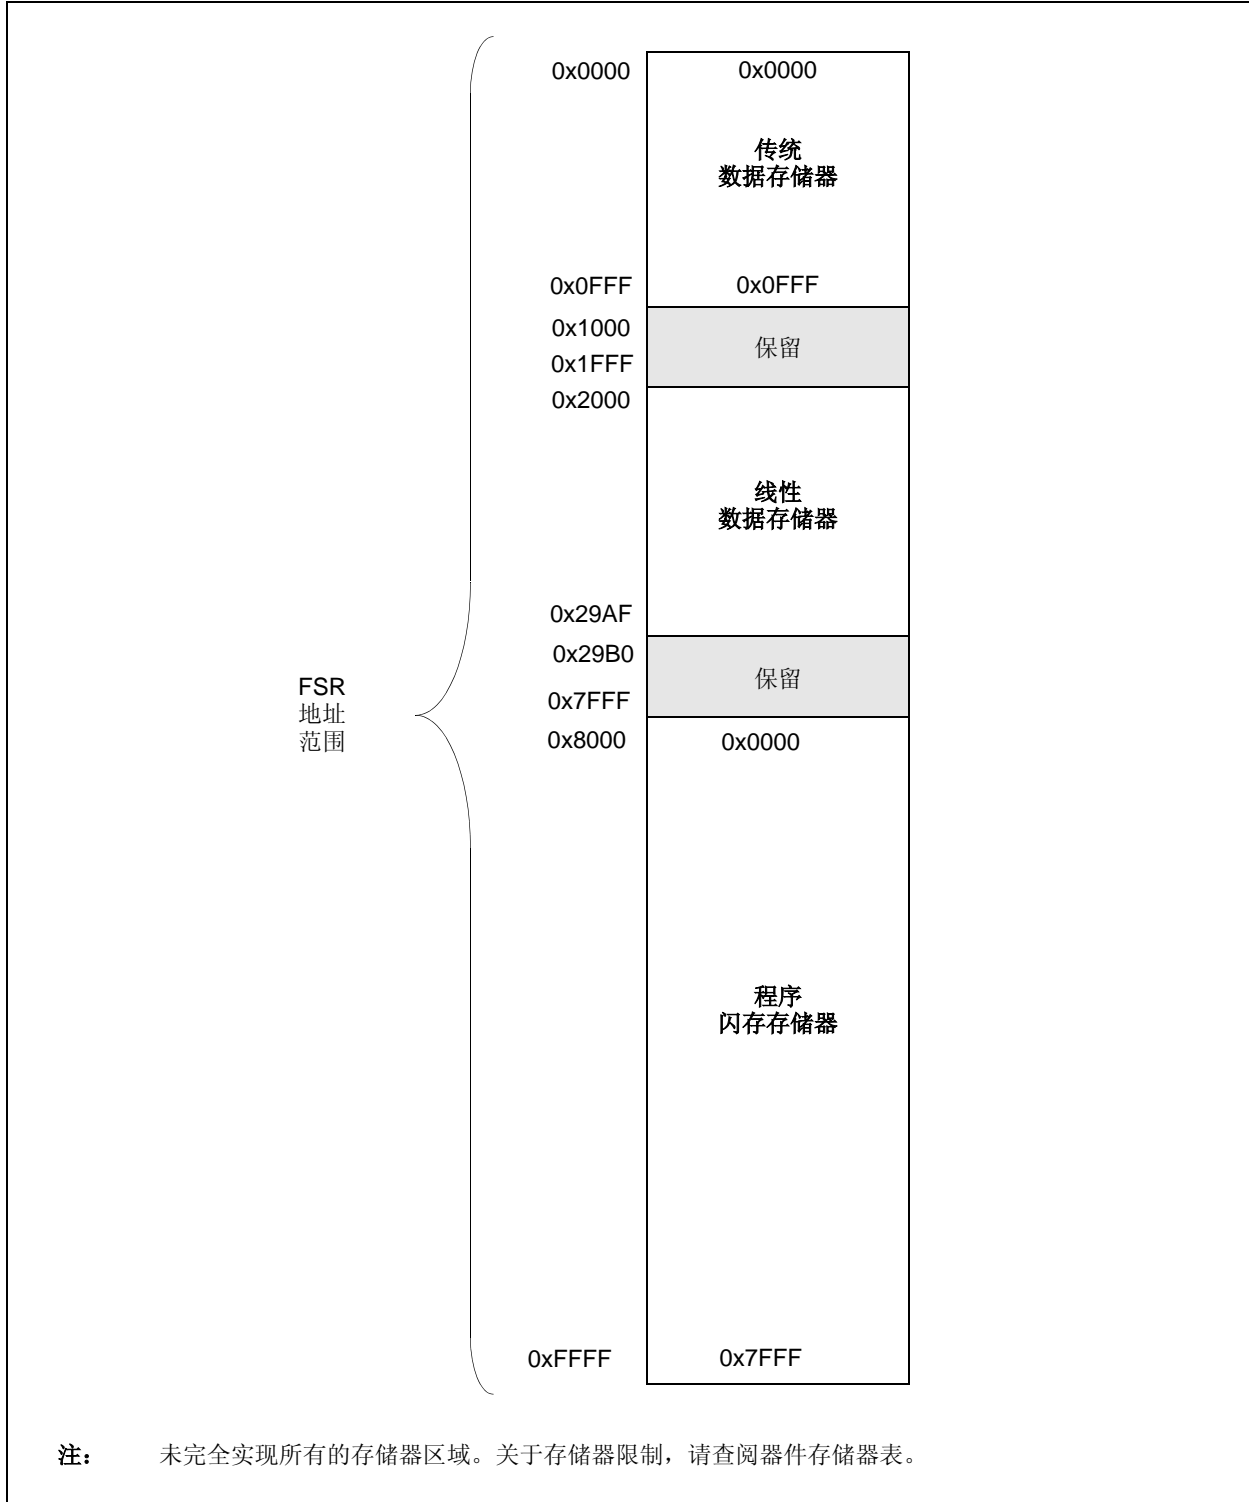 0x0000 0x0000
传统
数据存储器
0x0FFF 0x0FFF
0x1000
保留
0x1FFF
0x2000
线性
数据存储器
0x29AF
0x29B0
保留
0x7FFF
FSR
地址
范围
0x8000 0x0000
程序
闪存存储器
0xFFFF 0x7FFF
注： 未完全实现所有的存储器区域。关于存储器限制，请查阅器件存储器表。